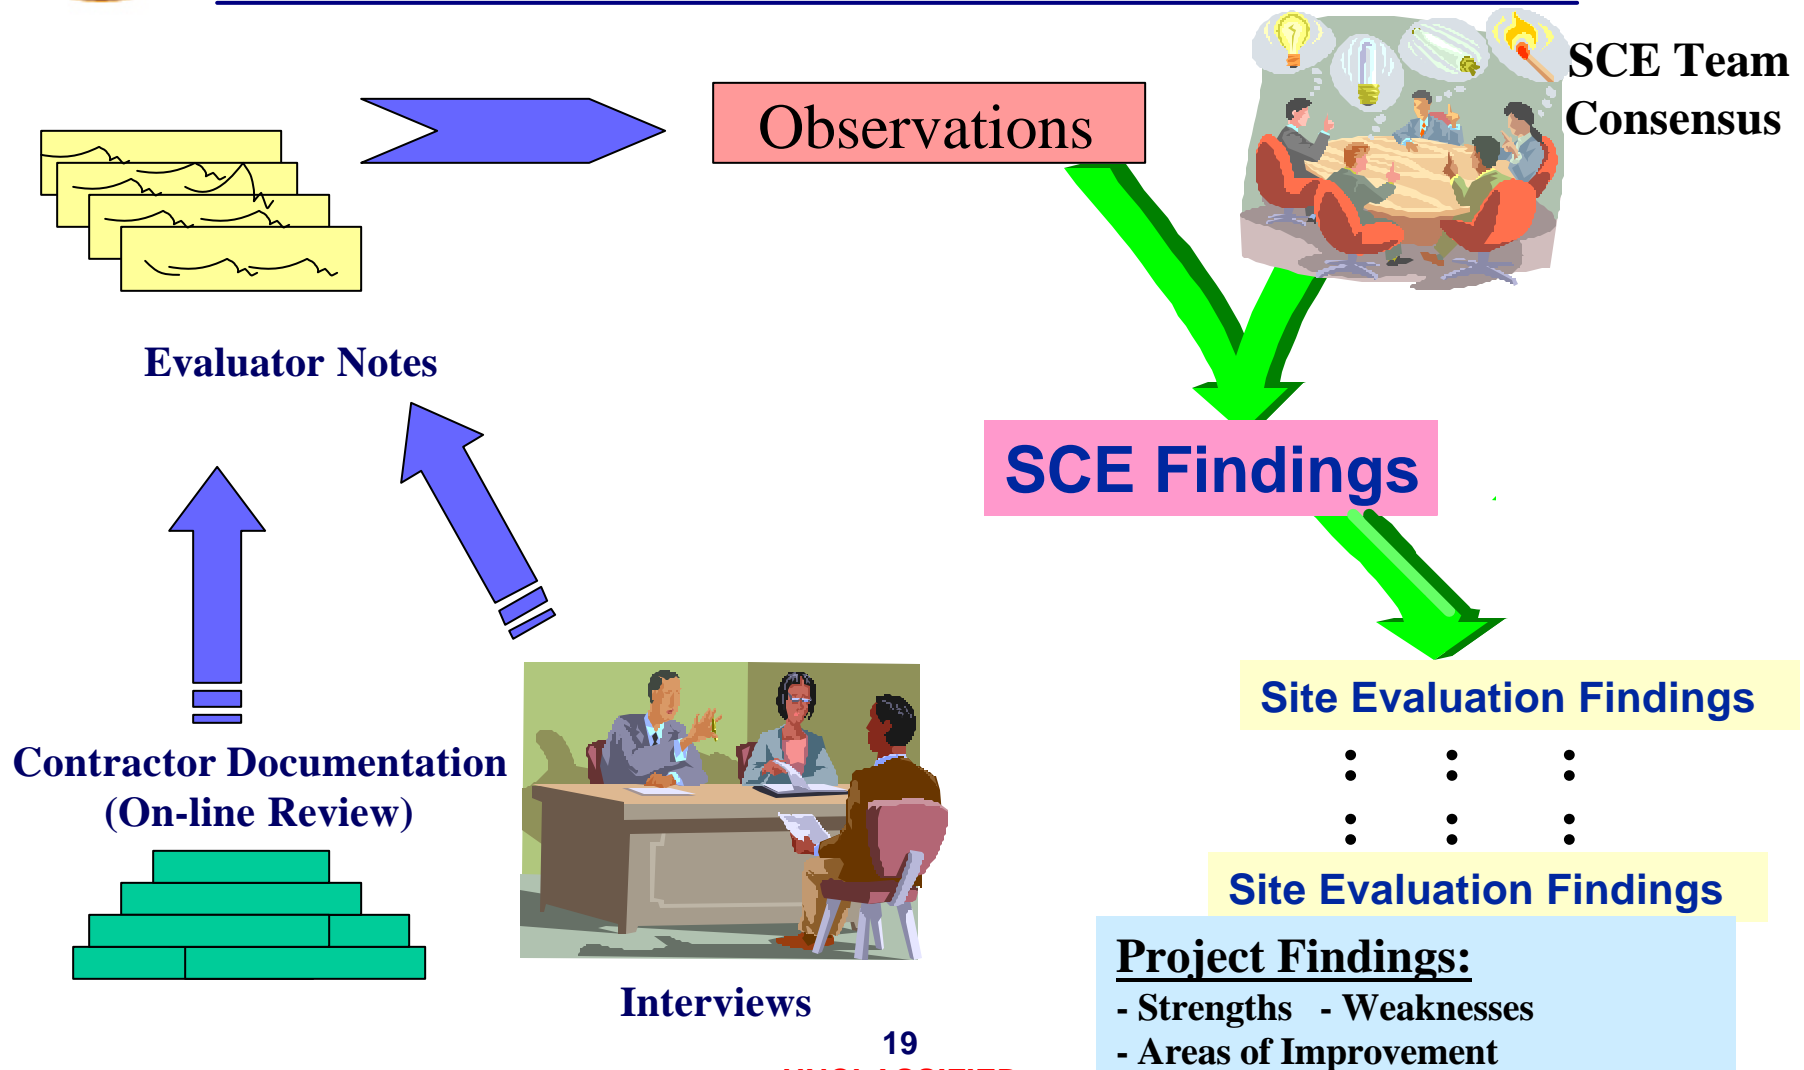 SCE Team
Consensus
Observations
Evaluator Notes
SCE Findings
Site Evaluation Findings
Contractor Documentation
(On-line Review)
Site Evaluation Findings
Project Findings:
- Strengths - Weaknesses
- Areas of Improvement
Interviews
19